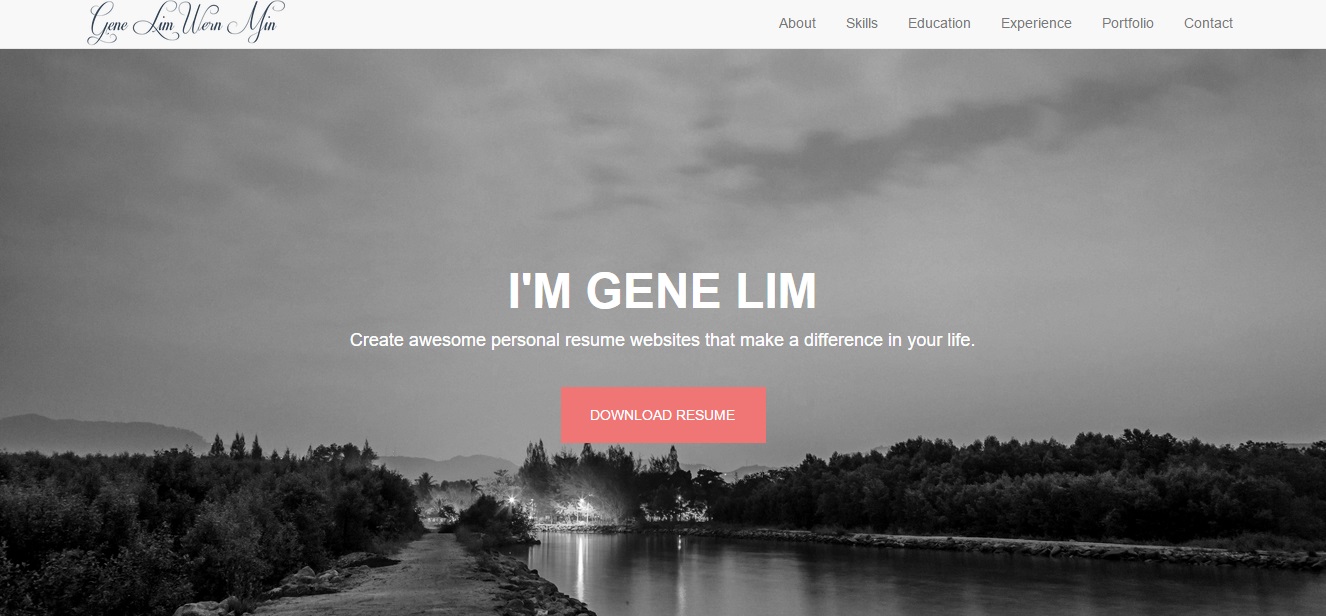 Gene Lim Wern Min
About
Skills
Education
Experience
Portfolio
Contact
I'M GENE LIM
Create awesome personal resume websites that make a difference in your life.
DOWNLOAD RESUME